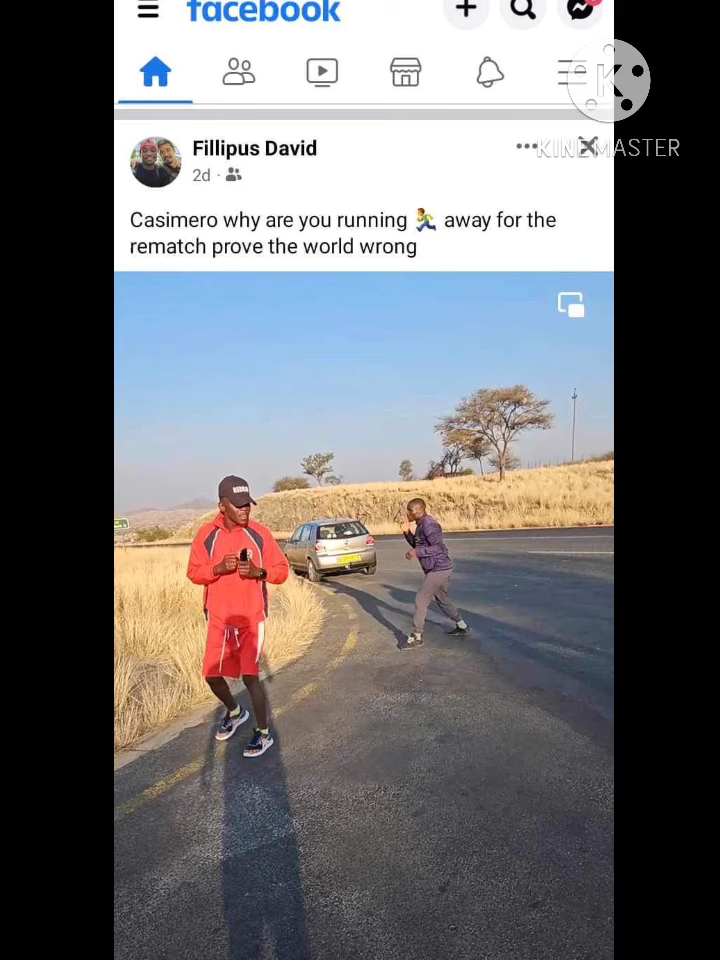 facebook
KINEMASTER
K
Fillipus David
2d ·
Casimero why are you running 🏃‍♂️ away for the
rematch prove the world wrong